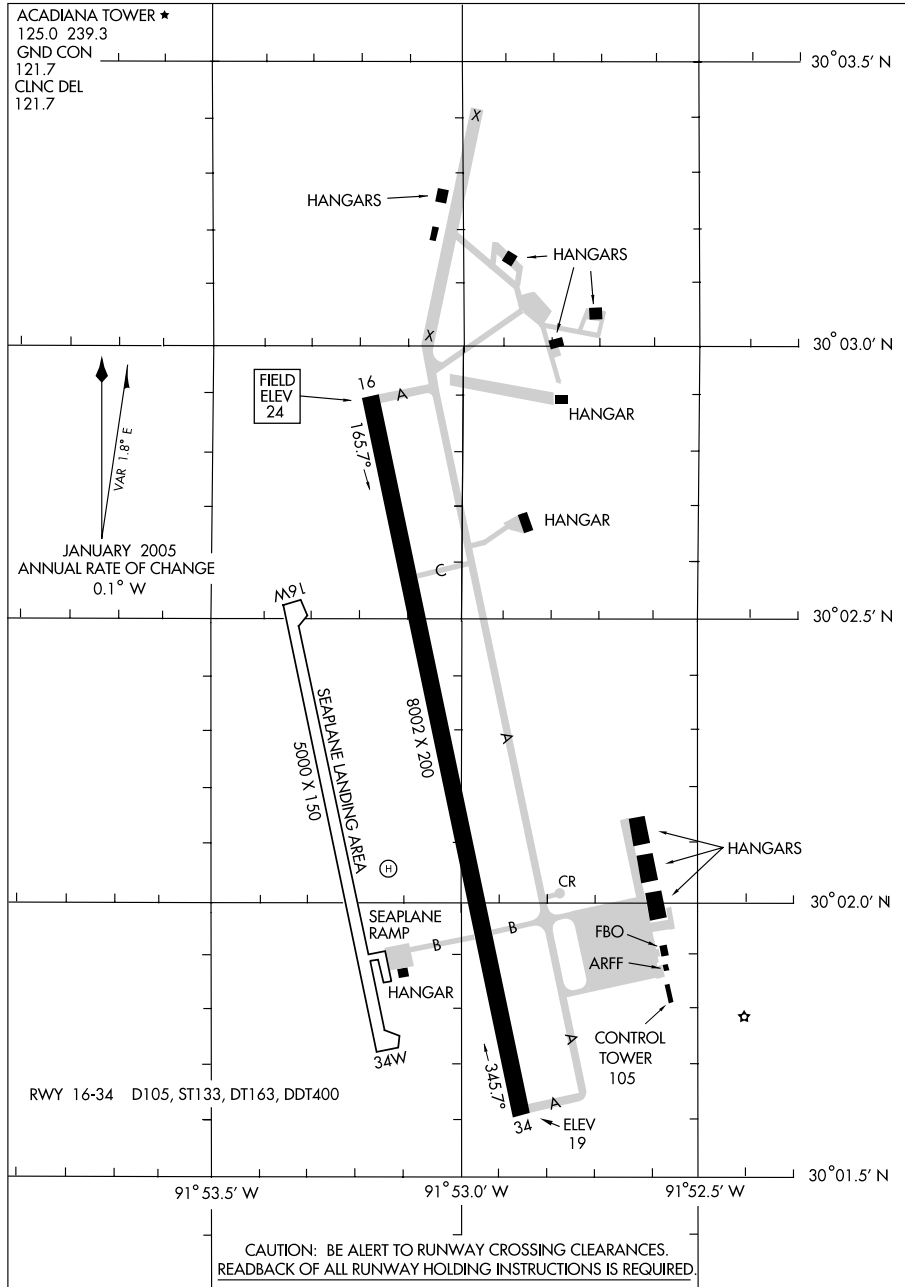 ACADIANA TOWER ★
125.0 239.3
GND CON
121.7
CLNC DEL
121.7
30°03.5' N
X
HANGARS
HANGARS
X
30°03.0' N
FIELD
ELEV
24
16
A
165.7°
HANGAR
VAR 1.8° E
HANGAR
JANUARY 2005
ANNUAL RATE OF CHANGE
0.1° W
C
16W
30°02.5' N
SEAPLANE LANDING AREA
5000 X 150
8002 X 200
A
HANGARS
H
CR
30°02.0' N
SEAPLANE
RAMP
B
B
FBO
ARFF
HANGAR
CONTROL
TOWER
105
34W
A
345.7°
RWY 16-34 D105, ST133, DT163, DDT400
A
34
ELEV
19
30°01.5' N
91°53.5' W
91°53.0' W
91°52.5' W
CAUTION: BE ALERT TO RUNWAY CROSSING CLEARANCES.
READBACK OF ALL RUNWAY HOLDING INSTRUCTIONS IS REQUIRED.